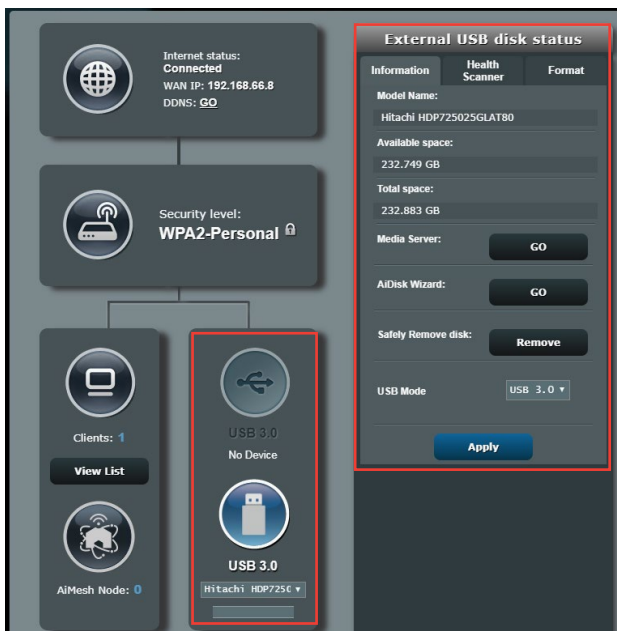 Internet status:
Connected
WAN IP: 192.168.66.8
DDNS: GO
Security level:
WPA2-Personal
Clients: 1
View List
AiMesh Node: 0
USB 3.0
No Device
USB 3.0
Hitachi HDP725C
External USB disk status
Information
Health
Scanner
Format
Model Name:
Hitachi HDP725025GLAT80
Available space:
232.749 GB
Total space:
232.883 GB
Media Server:
GO
AiDisk Wizard:
GO
Safely Remove disk:
Remove
USB Mode
USB 3.0
Apply